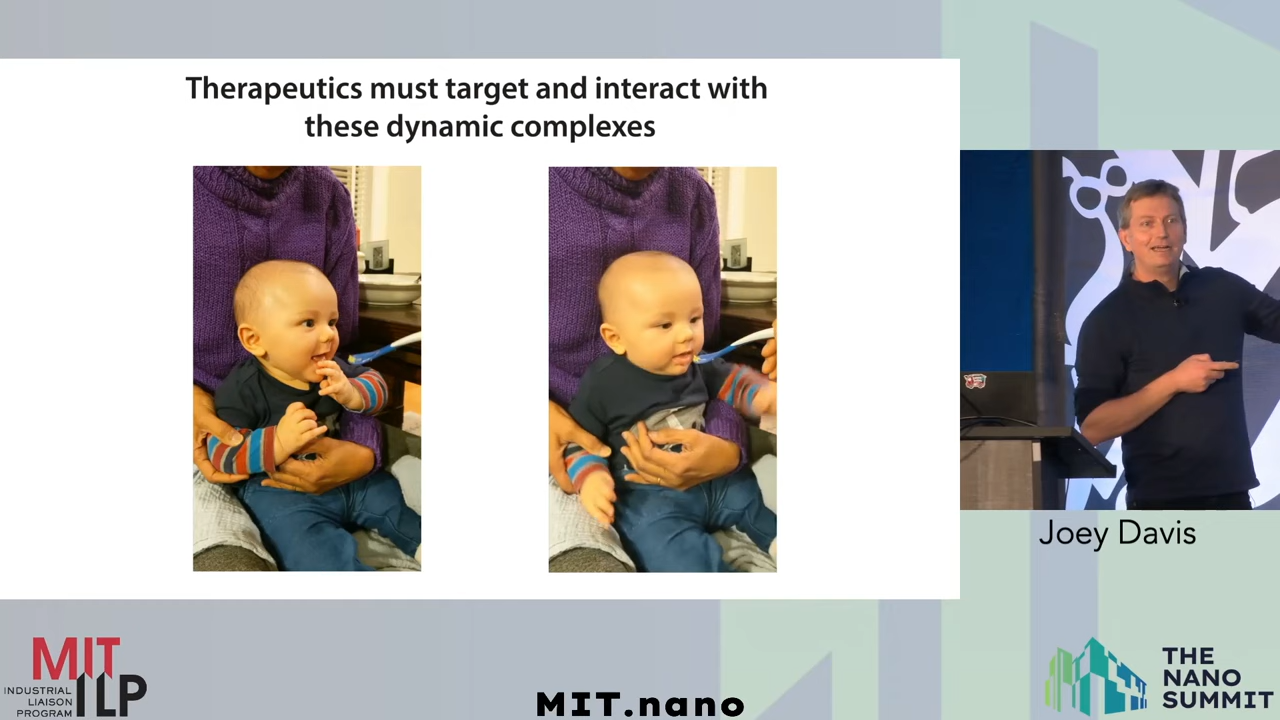 Therapeutics must target and interact with
these dynamic complexes
Joey Davis
MIT
ILP
INDUSTRIAL
LIAISON
PROGRAM
MIT.nano
THE
NANO
SUMMIT